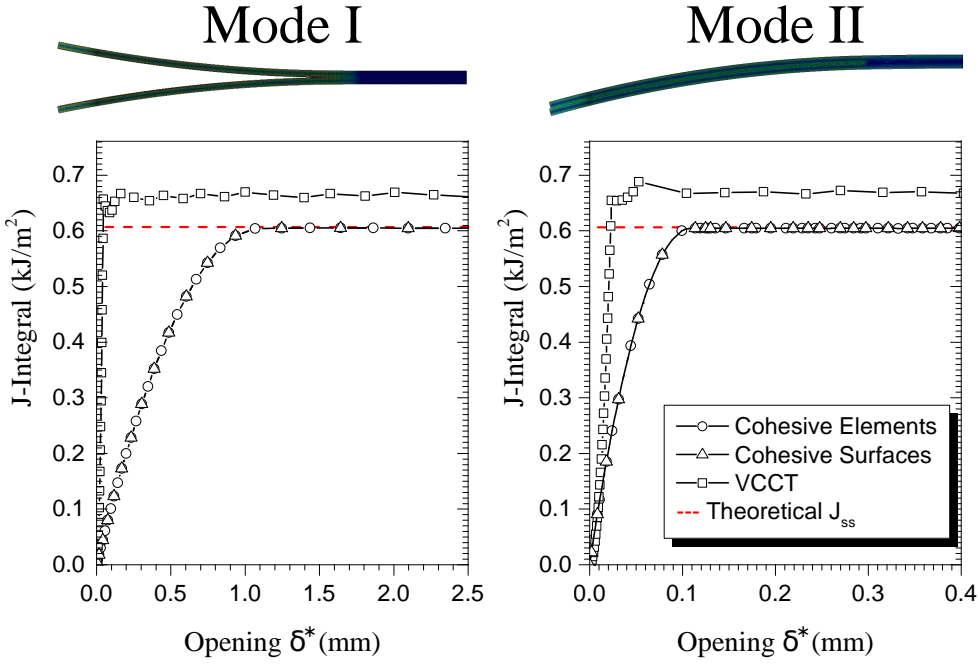 Mode I
Mode II
J-Integral (kJ/m²)
0.7
0.6
0.5
0.4
0.3
0.2
0.1
0.0
0.0 0.5 1.0 1.5 2.0 2.5
Opening δ* (mm)
J-Integral (kJ/m²)
0.7
0.6
0.5
0.4
0.3
0.2
0.1
0.0
0.0 0.1 0.2 0.3 0.4
Opening δ* (mm)
Cohesive Elements
Cohesive Surfaces
VCCT
Theoretical Jss